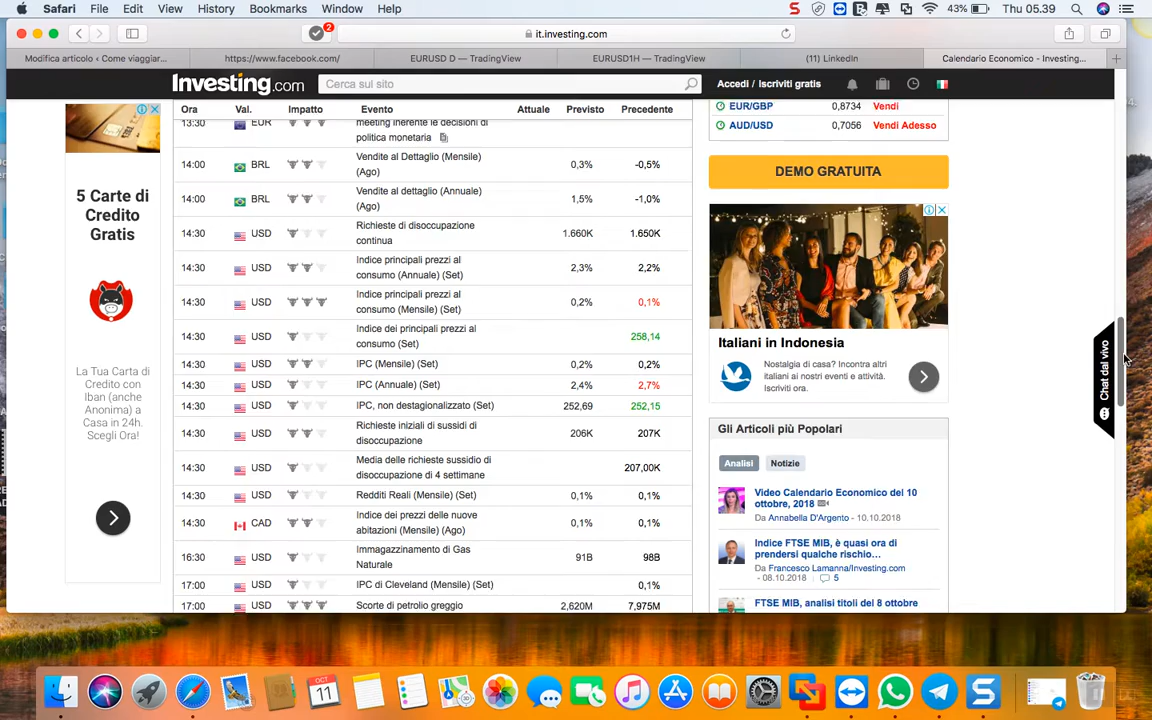 Safari File Edit View History Bookmarks Window Help
43% Thu 05.39
2
it.investing.com
Modifica articolo ‹ Come viaggiar...
https://www.facebook.com/
EURUSD D — TradingView
EURUSD1H — TradingView
(11) LinkedIn
Calendario Economico - Investing...
Investing.com
Cerca sul sito
Accedi / Iscriviti gratis
Ora Val. Impatto Evento Attuale Previsto Precedente
13:30 EUR meeting inerente le decisioni di
politica monetaria
14:00 BRL Vendite al Dettaglio (Mensile) 0,3% -0,5%
(Ago)
14:00 BRL Vendite al dettaglio (Annuale) 1,5% -1,0%
(Ago)
14:30 USD Richieste di disoccupazione 1.660K 1.650K
continua
14:30 USD Indice principali prezzi al 2,3% 2,2%
consumo (Annuale) (Set)
14:30 USD Indice principali prezzi al 0,2% 0,1%
consumo (Mensile) (Set)
14:30 USD Indice dei principali prezzi al 258,14
consumo (Set)
14:30 USD IPC (Mensile) (Set) 0,2% 0,2%
14:30 USD IPC (Annuale) (Set) 2,4% 2,7%
14:30 USD IPC, non destagionalizzato (Set) 252,69 252,15
14:30 USD Richieste iniziali di sussidi di 206K 207K
disoccupazione
14:30 USD Media delle richieste sussidio di 207,00K
disoccupazione di 4 settimane
14:30 USD Redditi Reali (Mensile) (Set) 0,1% 0,1%
14:30 CAD Indice dei prezzi delle nuove 0,1% 0,1%
abitazioni (Mensile) (Ago)
16:30 USD Immagazzinamento di Gas 91B 98B
Naturale
17:00 USD IPC di Cleveland (Mensile) (Set) 0,1%
17:00 USD Scorte di petrolio greggio 2,620M 7,975M
5 Carte di
Credito
Gratis
La Tua Carta di
Credito con
Iban (anche
Anonima) a
Casa in 24h.
Scegli Ora!
EUR/GBP 0,8734 Vendi
AUD/USD 0,7056 Vendi Adesso
DEMO GRATUITA
Italiani in Indonesia
Nostalgia di casa? Incontra altri
italiani ai nostri eventi e attività.
Iscriviti ora.
Gli Articoli più Popolari
Analisi Notizie
Video Calendario Economico del 10
ottobre, 2018
Da Annabella D'Argento - 10.10.2018
Indice FTSE MIB, è quasi ora di
prendersi qualche rischio...
Da Francesco Lamanna/Investing.com
- 08.10.2018 5
FTSE MIB, analisi titoli del 8 ottobre
Chat dal vivo
OCT
11